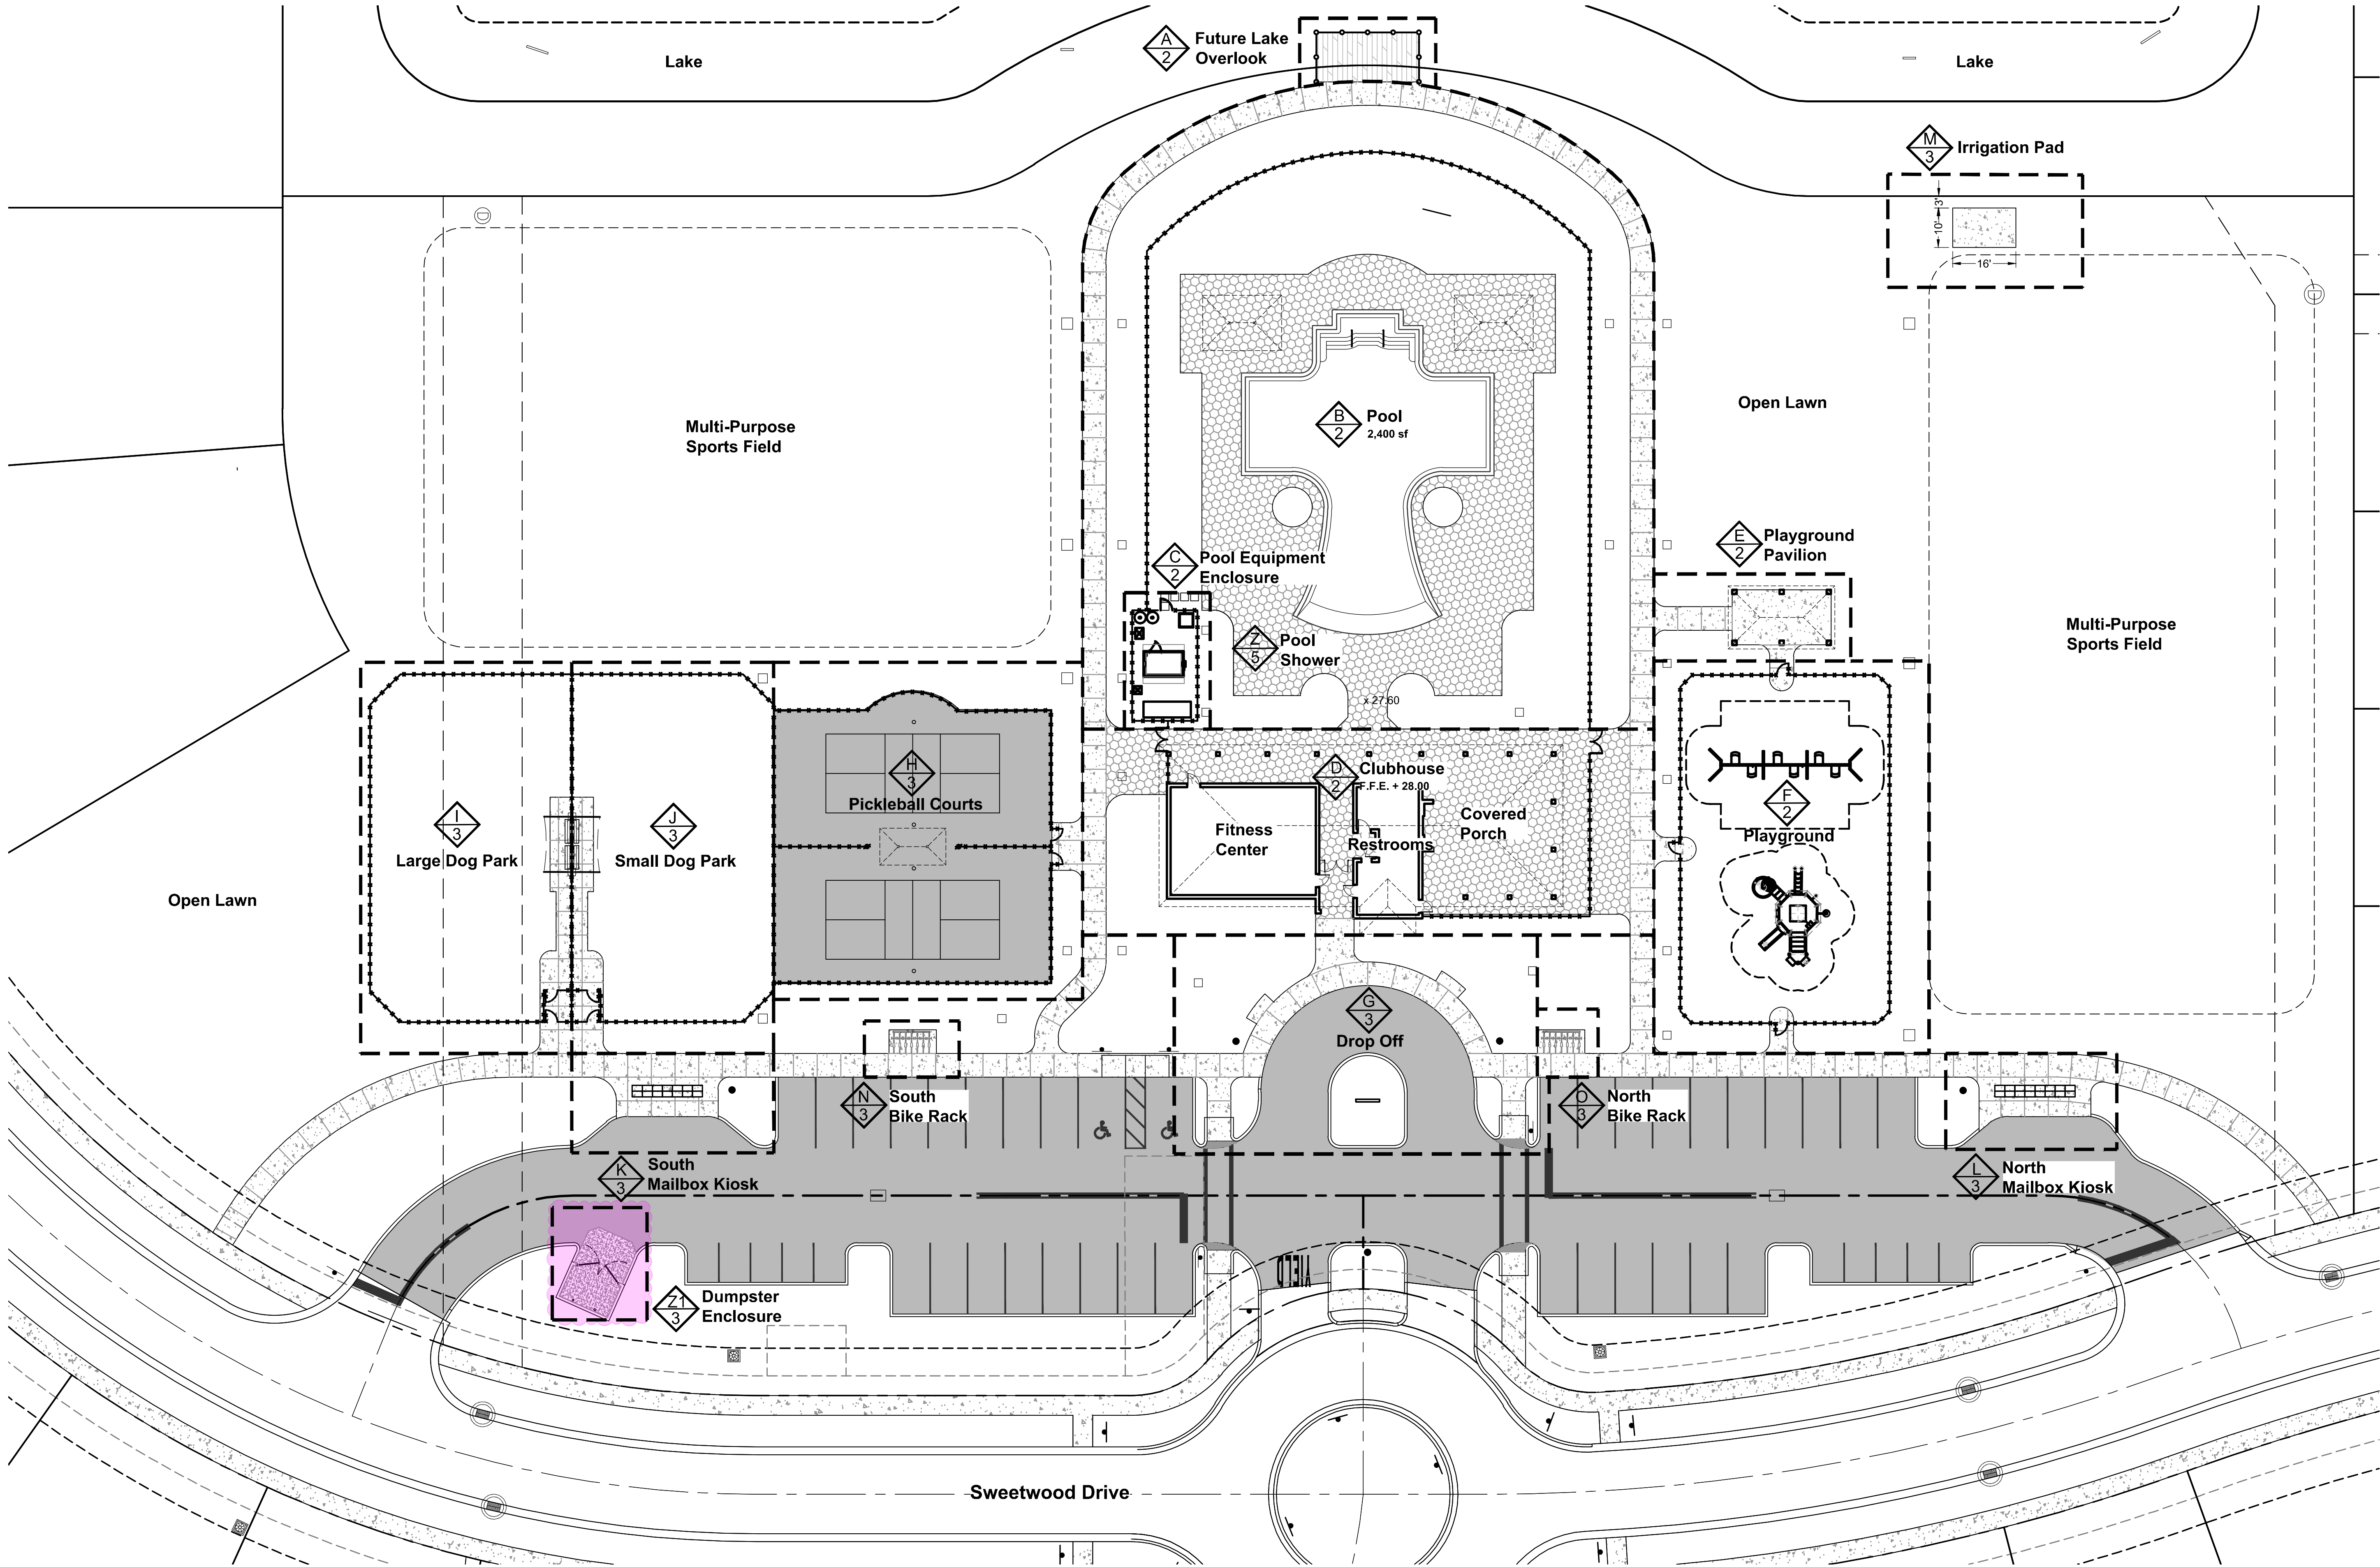 A
2
Future Lake
Overlook
Lake
Lake
M
3
Irrigation Pad
3'
10'
16'
Multi-Purpose
Sports Field
B
2
Pool
2,400 sf
Open Lawn
C
2
Pool Equipment
Enclosure
E
2
Playground
Pavilion
Multi-Purpose
Sports Field
Z
5
Pool
Shower
x 27.60
H
3
Pickleball Courts
D
2
Clubhouse
F.F.E. + 28.00
F
2
Playground
I
3
Large Dog Park
J
3
Small Dog Park
Fitness
Center
Restrooms
Covered
Porch
Open Lawn
G
3
Drop Off
N
3
South
Bike Rack
O
3
North
Bike Rack
K
3
South
Mailbox Kiosk
L
3
North
Mailbox Kiosk
Z1
3
Dumpster
Enclosure
YIELD
Sweetwood Drive